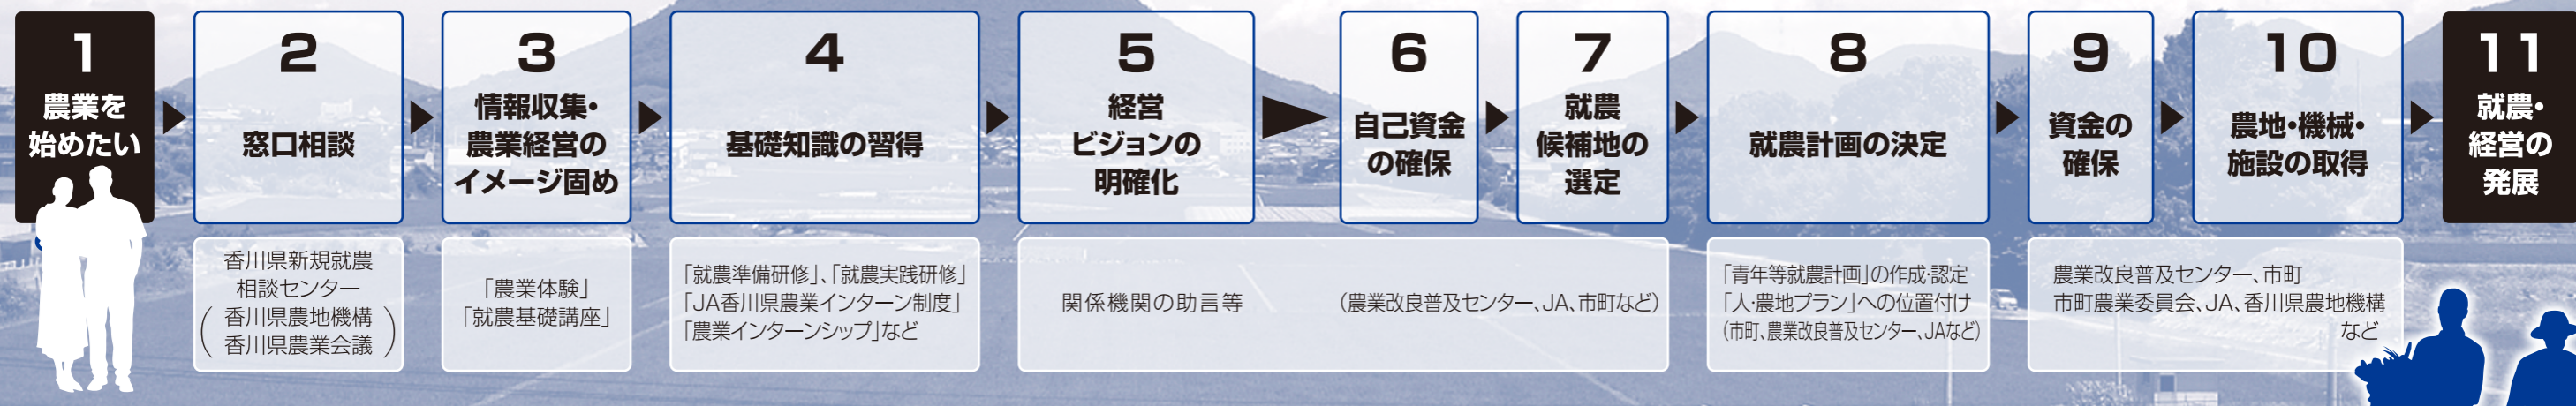 1
農業を
始めたい
2
窓口相談
3
情報収集・
農業経営の
イメージ固め
4
基礎知識の習得
5
経営
ビジョンの
明確化
6
自己資金
の確保
7
就農
候補地の
選定
8
就農計画の決定
9
資金の
確保
10
農地・機械・
施設の取得
11
就農・
経営の
発展
香川県新規就農
相談センター
(香川県農地機構
香川県農業会議)
「農業体験」
「就農基礎講座」
「就農準備研修」、「就農実践研修」
「JA香川県農業インターン制度」
「農業インターンシップ」など
関係機関の助言等 (農業改良普及センター、JA、市町など)
「青年等就農計画」の作成・認定
「人・農地プラン」への位置付け
(市町、農業改良普及センター、JAなど)
農業改良普及センター、市町
市町農業委員会、JA、香川県農地機構
など